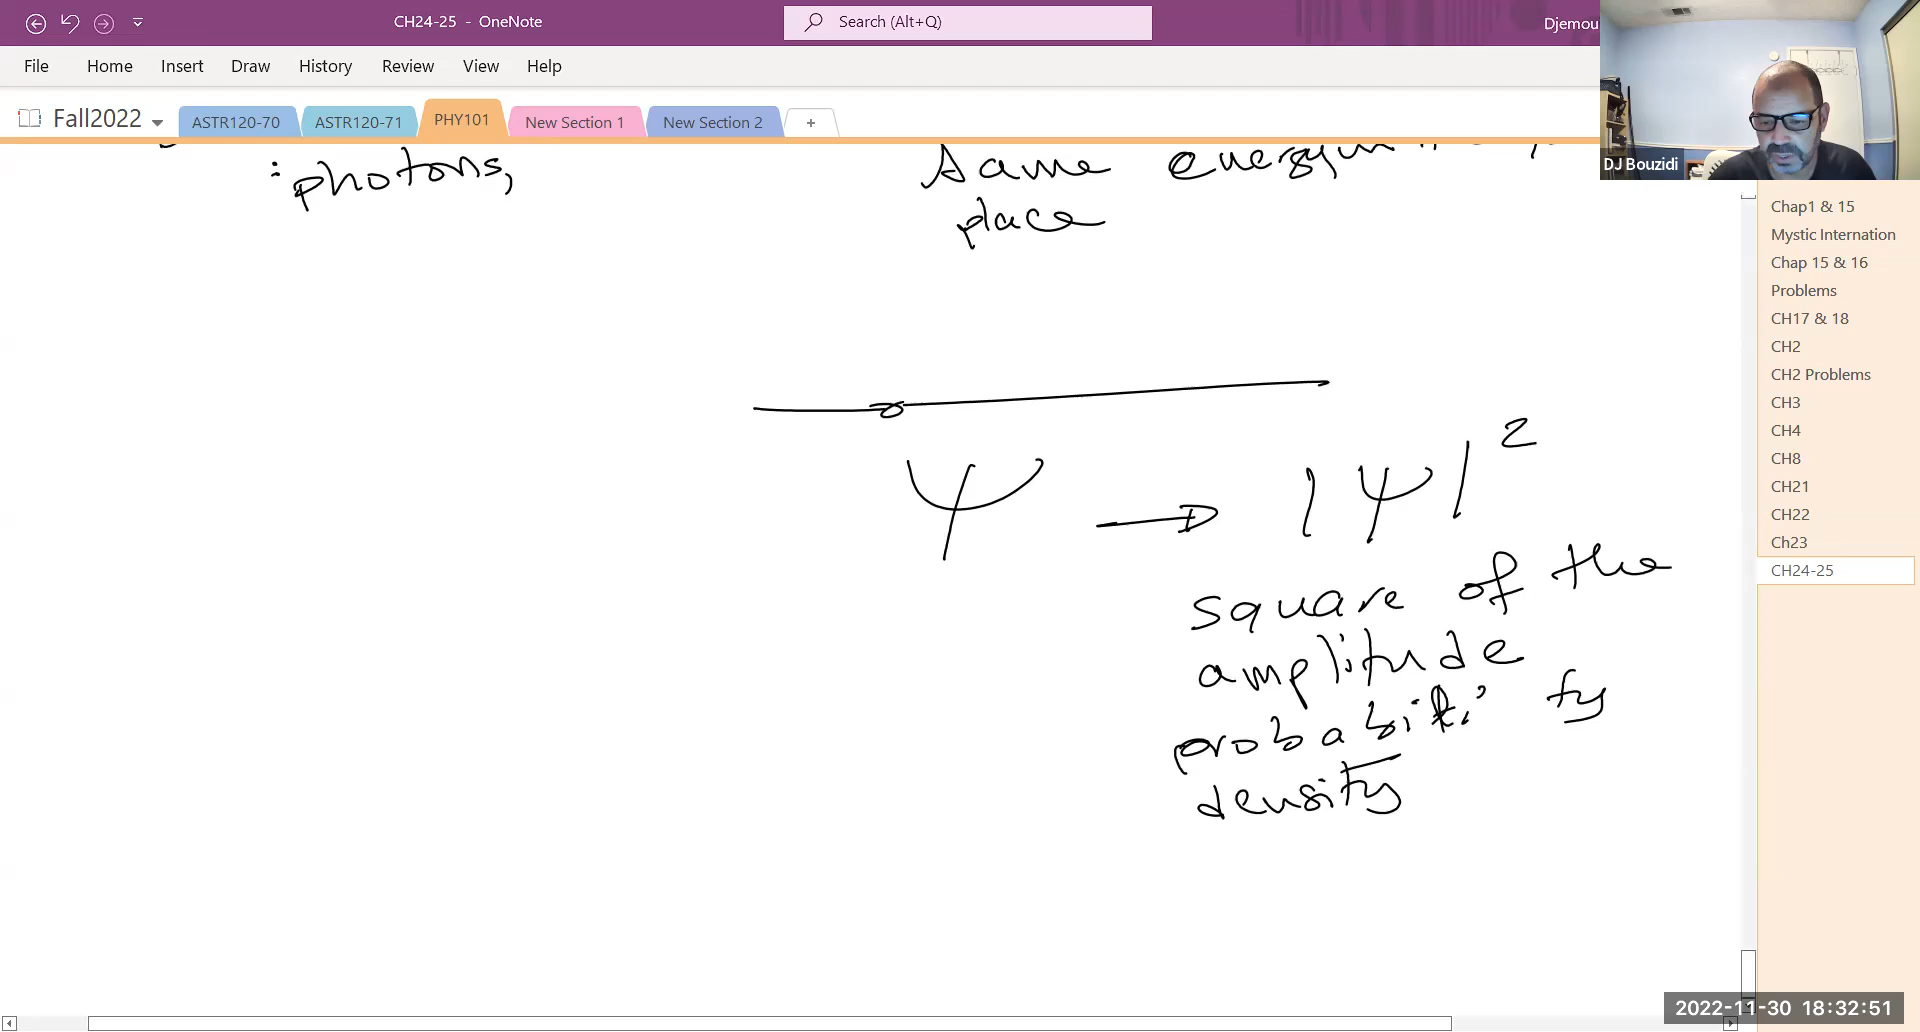 CH24-25 - OneNote
Search (Alt+Q)
Djemou
File Home Insert Draw History Review View Help
Fall2022
ASTR120-70
ASTR120-71
PHY101
New Section 1
New Section 2
+
DJ Bouzidi
: photons,
Same energy
place
Ψ → |Ψ|²
square of the
amplitude
probability
density
Chap1 & 15
Mystic Internation
Chap 15 & 16
Problems
CH17 & 18
CH2
CH2 Problems
CH3
CH4
CH8
CH21
CH22
Ch23
CH24-25
2022-11-30 18:32:51